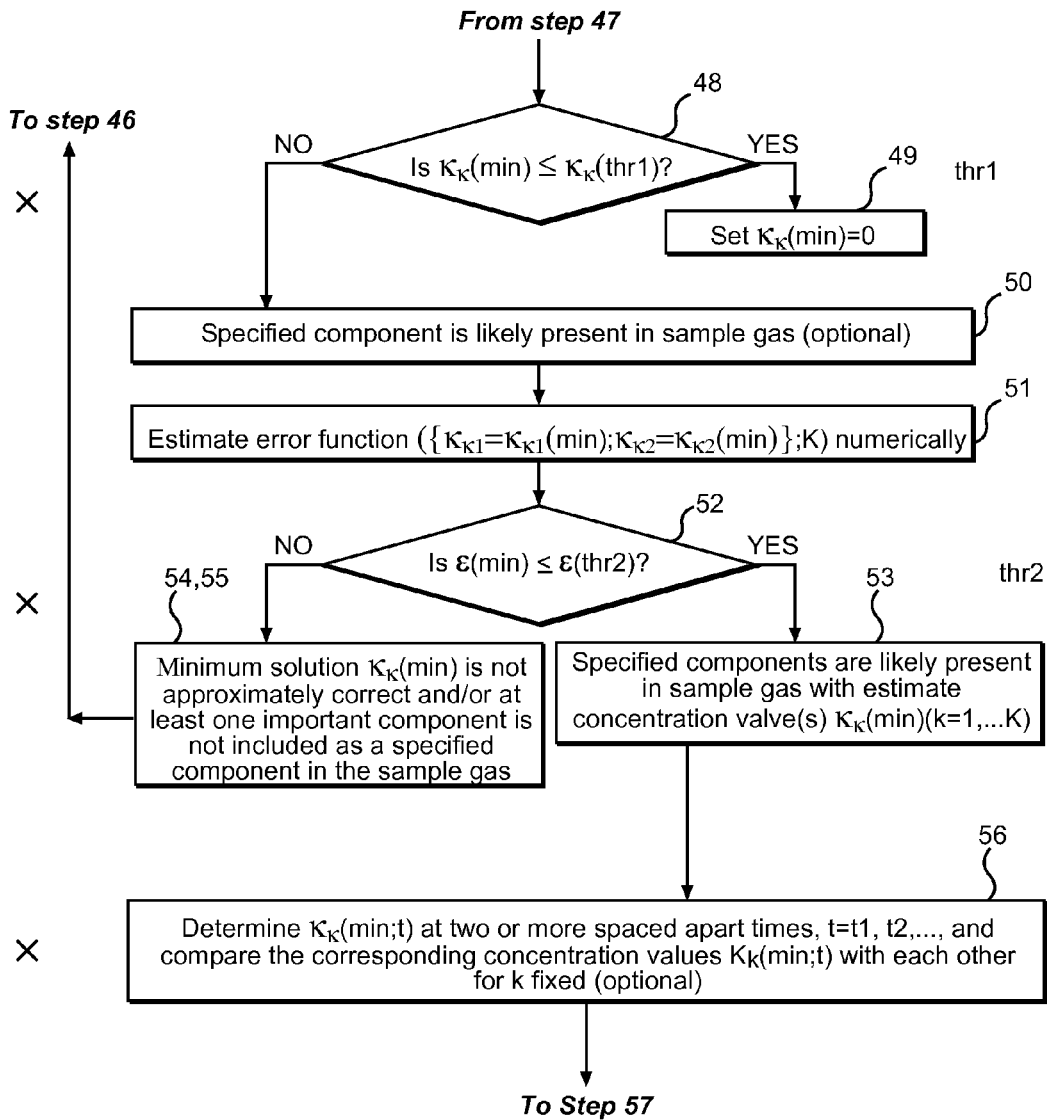 From step 47
48
To step 46
NO
YES
Is κκ(min) ≤ κκ(thr1)?
49
thr1
×
Set κκ(min)=0
50
Specified component is likely present in sample gas (optional)
51
Estimate error function ({κκ1=κκ1(min);κκ2=κκ2(min)};K) numerically
52
NO
YES
Is ε(min) ≤ ε(thr2)?
54,55
53
thr2
×
Minimum solution κκ(min) is not
approximately correct and/or at
least one important component is
not included as a specified
component in the sample gas
Specified components are likely present
in sample gas with estimate
concentration valve(s) κκ(min)(k=1,...K)
56
×
Determine κκ(min;t) at two or more spaced apart times, t=t1, t2,..., and
compare the corresponding concentration values Kk(min;t) with each other
for k fixed (optional)
To Step 57